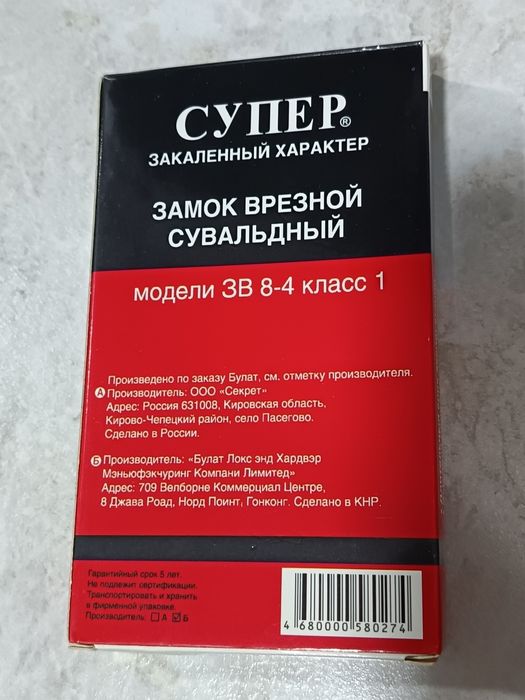 СУПЕР®
ЗАКАЛЕННЫЙ ХАРАКТЕР
ЗАМОК ВРЕЗНОЙ
СУВАЛЬДНЫЙ
модели ЗВ 8-4 класс 1
Произведено по заказу Булат, см. отметку производителя.
А Производитель: ООО «Секрет»
Адрес: Россия 631008, Кировская область,
Кирово-Чепецкий район, село Пасегово.
Сделано в России.
Б Производитель: «Булат Локс энд Хардвэр
Мэньюфэкчуринг Компани Лимитед»
Адрес: 709 Велборне Коммерциал Центре,
8 Джава Роад, Норд Поинт, Гонконг. Сделано в КНР.
Гарантийный срок 5 лет.
Не подлежит сертификации.
Транспортировать и хранить
в фирменной упаковке.
Производитель: ☐ А ☑ Б
4 680000 580274